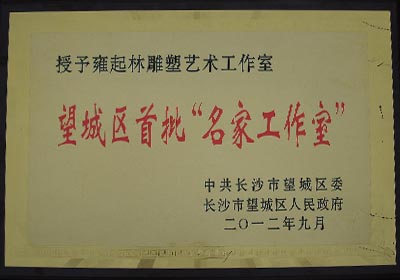 授予雍起林雕塑艺术工作室
望城区首批“名家工作室”
中共长沙市望城区委
长沙市望城区人民政府
二〇一二年九月